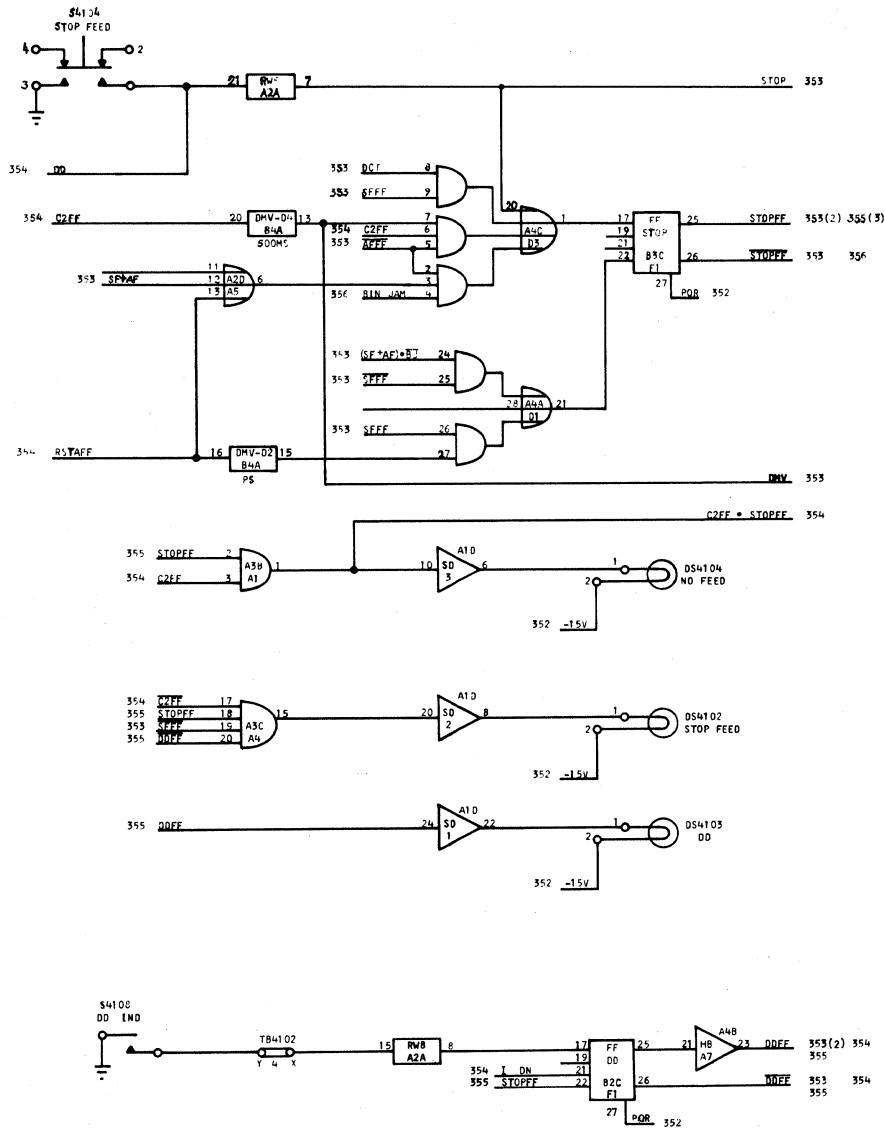 S4104
STOP FEED
4 2
3 21 RW5 7 STOP 353
A2A
354 DD
353 DCT 8
353 SFFF 9
20 1 17 FF 25 STOPFF 353(2) 355(3)
354 C2FF 20 DMV-D4 13 7
B4A 354 C2FF 6 A4C 19 STOP
500MS 353 AFFF 5 D3 21
22 B3C 26 STOPFF 353 356
F1
27 PQR 352
11 2
353 SF+AF 12 A2D 6 3
13 A5 356 BIN JAM 4
353 (SF+AF)•BJ 24
353 SFFF 25
28 A4A 21
D1
353 SFFF 26
354 RSTAFF 16 DMV-D2 15 27
B4A
PS DMV 353
C2FF • STOPFF 354
355 STOPFF 2 A3B 1 10 SD 6 1 DS4104
354 C2FF 3 A1 3 A1D 2 NO FEED
352 -15V
354 C2FF 17 A1D
355 STOPFF 18 A3C 15 20 SD 8 1 DS4102
353 SFFF 19 A4 2 2 STOP FEED
355 DDFF 20
352 -15V
A1D
355 DDFF 24 SD 22 1 DS4103
1 2 DD
352 -15V
S4108
DD IND
TB4102 15 RWB 8 17 FF 25 21 HB 23 DDFF 353(2) 354
Y 4 X A2A 19 DD A7 A4B 355
354 I DN 21
355 STOPFF 22 B2C 26 DDFF 353 354
F1 355
27 PQR 352